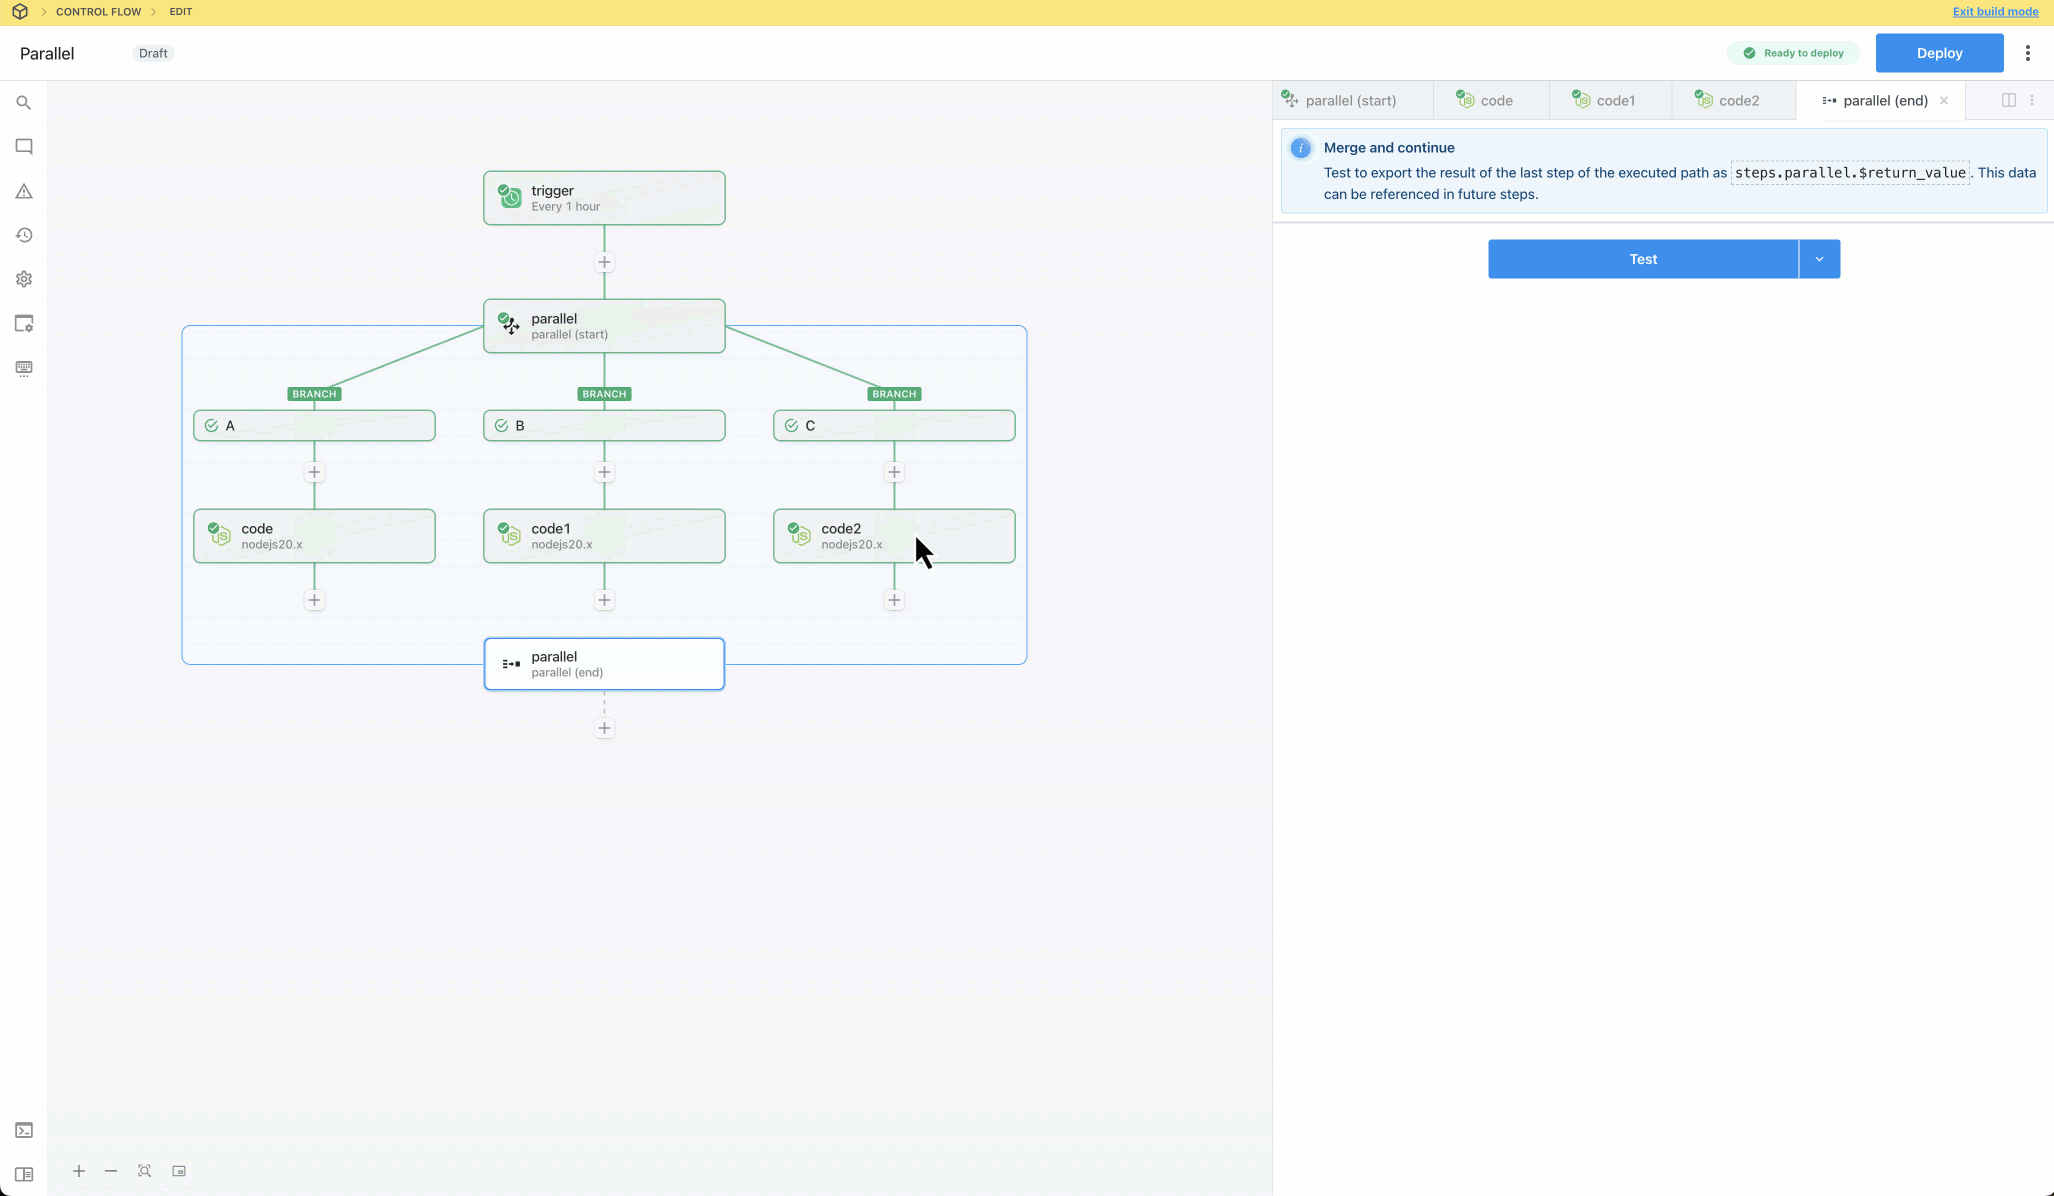 CONTROL FLOW
EDIT
Exit build mode
Parallel
Draft
Ready to deploy
Deploy
parallel (start)
code
code1
code2
parallel (end)
Merge and continue
Test to export the result of the last step of the executed path as steps.parallel.$return_value. This data
can be referenced in future steps.
Test
trigger
Every 1 hour
parallel
parallel (start)
BRANCH
BRANCH
BRANCH
A
B
C
code
nodejs20.x
code1
nodejs20.x
code2
nodejs20.x
parallel
parallel (end)